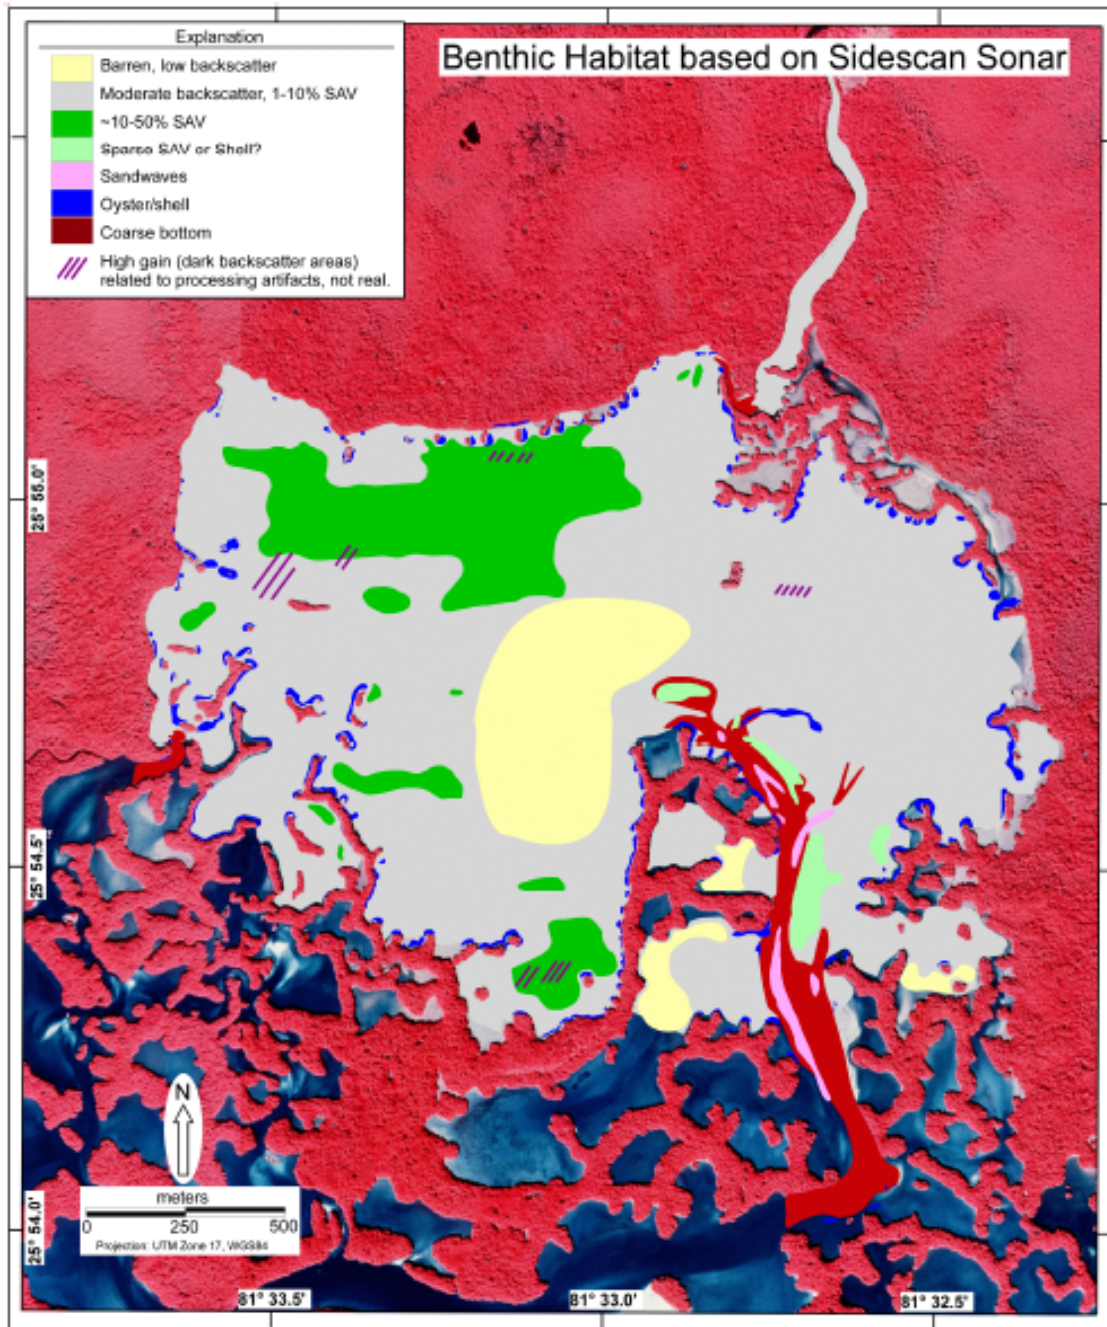 Explanation
Benthic Habitat based on Sidescan Sonar
Barren, low backscatter
Moderate backscatter, 1-10% SAV
~10-50% SAV
Sparse SAV or Shell?
Sandwaves
Oyster/shell
Coarse bottom
High gain (dark backscatter areas)
related to processing artifacts, not real.
25° 55.0'
25° 54.5'
25° 54.0'
N
meters
0 250 500
Projection: UTM Zone 17, WGS84
81° 33.5'
81° 33.0'
81° 32.5'